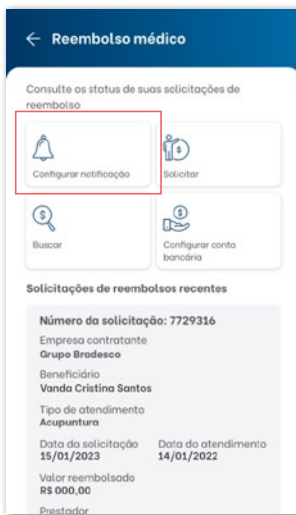 Reembolso médico
Consulte os status de suas solicitações de
reembolso
Configurar notificação
Solicitar
Buscar
Configurar conta
bancária
Solicitações de reembolsos recentes
Número da solicitação: 7729316
Empresa contratante
Grupo Bradesco
Beneficiário
Vanda Cristina Santos
Tipo de atendimento
Acupuntura
Data da solicitação Data do atendimento
15/01/2023 14/01/2022
Valor reembolsado
R$ 000,00
Prestador